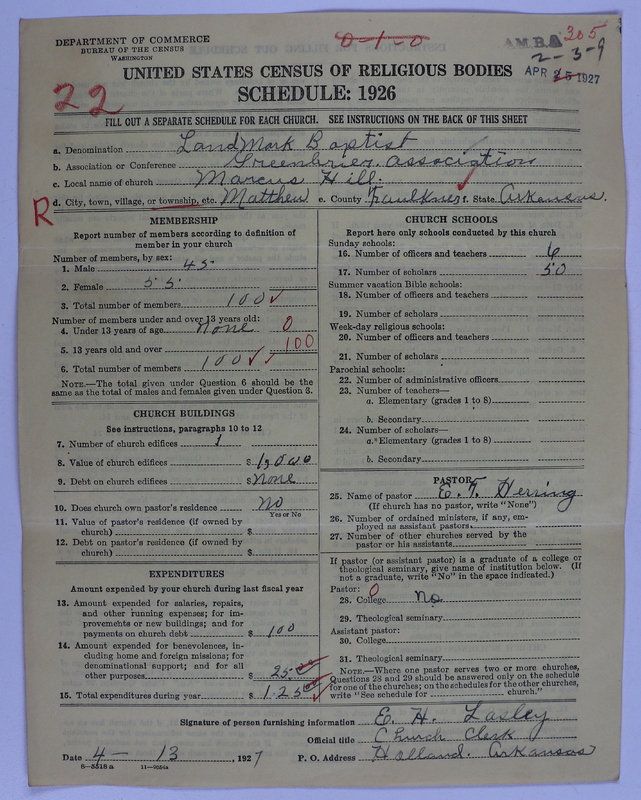 DEPARTMENT OF COMMERCE
BUREAU OF THE CENSUS
WASHINGTON
0-1-0
A.M.B. 305
2-3-9
APR 15 1927
UNITED STATES CENSUS OF RELIGIOUS BODIES
SCHEDULE: 1926
22
FILL OUT A SEPARATE SCHEDULE FOR EACH CHURCH. SEE INSTRUCTIONS ON THE BACK OF THIS SHEET
a. Denomination LandMark Baptist
b. Association or Conference Greenbrier association
c. Local name of church Marcus Hill.
R
d. City, town, village, or township, etc. Matthew e. County Faulkner f. State Arkansas.
MEMBERSHIP
Report number of members according to definition of member in your church
Number of members, by sex:
1. Male 45
2. Female 55
3. Total number of members 100 ✓
Number of members under and over 13 years old:
4. Under 13 years of age None 0
5. 13 years old and over 100
6. Total number of members 100 ✓
NOTE.—The total given under Question 6 should be the
same as the total of males and females given under Question 3.
CHURCH BUILDINGS
See instructions, paragraphs 10 to 12
7. Number of church edifices 1
8. Value of church edifices $
9. Debt on church edifices $ None
10. Does church own pastor's residence No
Yes or No
11. Value of pastor's residence (if owned by
church) $
12. Debt on pastor's residence (if owned by
church) $
EXPENDITURES
Amount expended by your church during last fiscal year
13. Amount expended for salaries, repairs,
and other running expenses; for im-
provements or new buildings; and for
payments on church debt $ 100
14. Amount expended for benevolences, in-
cluding home and foreign missions; for
denominational support; and for all
other purposes $ 25.00
15. Total expenditures during year $ 125.00
CHURCH SCHOOLS
Report here only schools conducted by this church
Sunday schools:
16. Number of officers and teachers 6
17. Number of scholars 50
Summer vacation Bible schools:
18. Number of officers and teachers
19. Number of scholars
Week-day religious schools:
20. Number of officers and teachers
21. Number of scholars
Parochial schools:
22. Number of administrative officers
23. Number of teachers—
a. Elementary (grades 1 to 8)
b. Secondary
24. Number of scholars—
a. Elementary (grades 1 to 8)
b. Secondary
PASTOR
25. Name of pastor E. T. Herring
(If church has no pastor, write "None")
26. Number of ordained ministers, if any, em-
ployed as assistant pastors
27. Number of other churches served by the
pastor or his assistants
If pastor (or assistant pastor) is a graduate of a college or
theological seminary, give name of institution below. (If
not a graduate, write "No" in the space indicated.)
Pastor: 0
28. College No
29. Theological seminary
Assistant pastor:
30. College
31. Theological seminary
NOTE.—Where one pastor serves two or more churches,
Questions 28 and 29 should be answered only on the schedule
for one of the churches; on the schedules for the other churches,
write "See schedule for church."
Signature of person furnishing information E. H. Lasley
Official title Church Clerk
Date 4 - 13, 1927 P. O. Address Holland. Arkansas
8-5518a 11-9054a